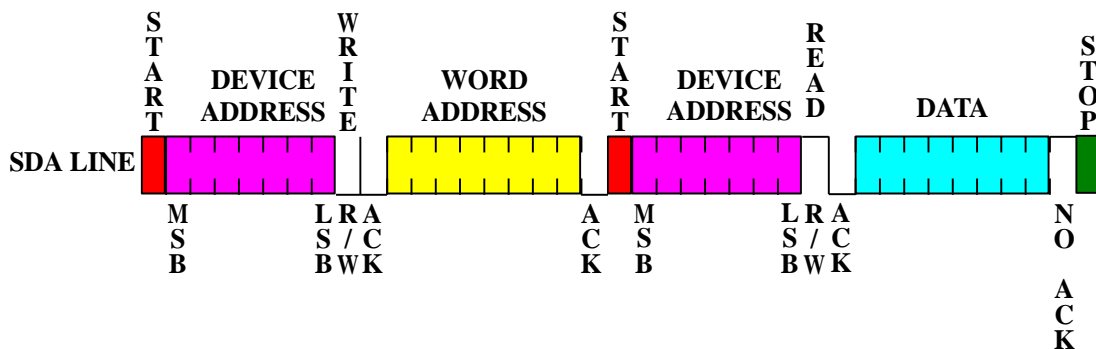 START
DEVICE
ADDRESS
WRITE
WORD
ADDRESS
START
DEVICE
ADDRESS
READ
DATA
STOP
SDA LINE
MSB
LSB
R/W
ACK
ACK
MSB
LSB
R/W
ACK
NO ACK